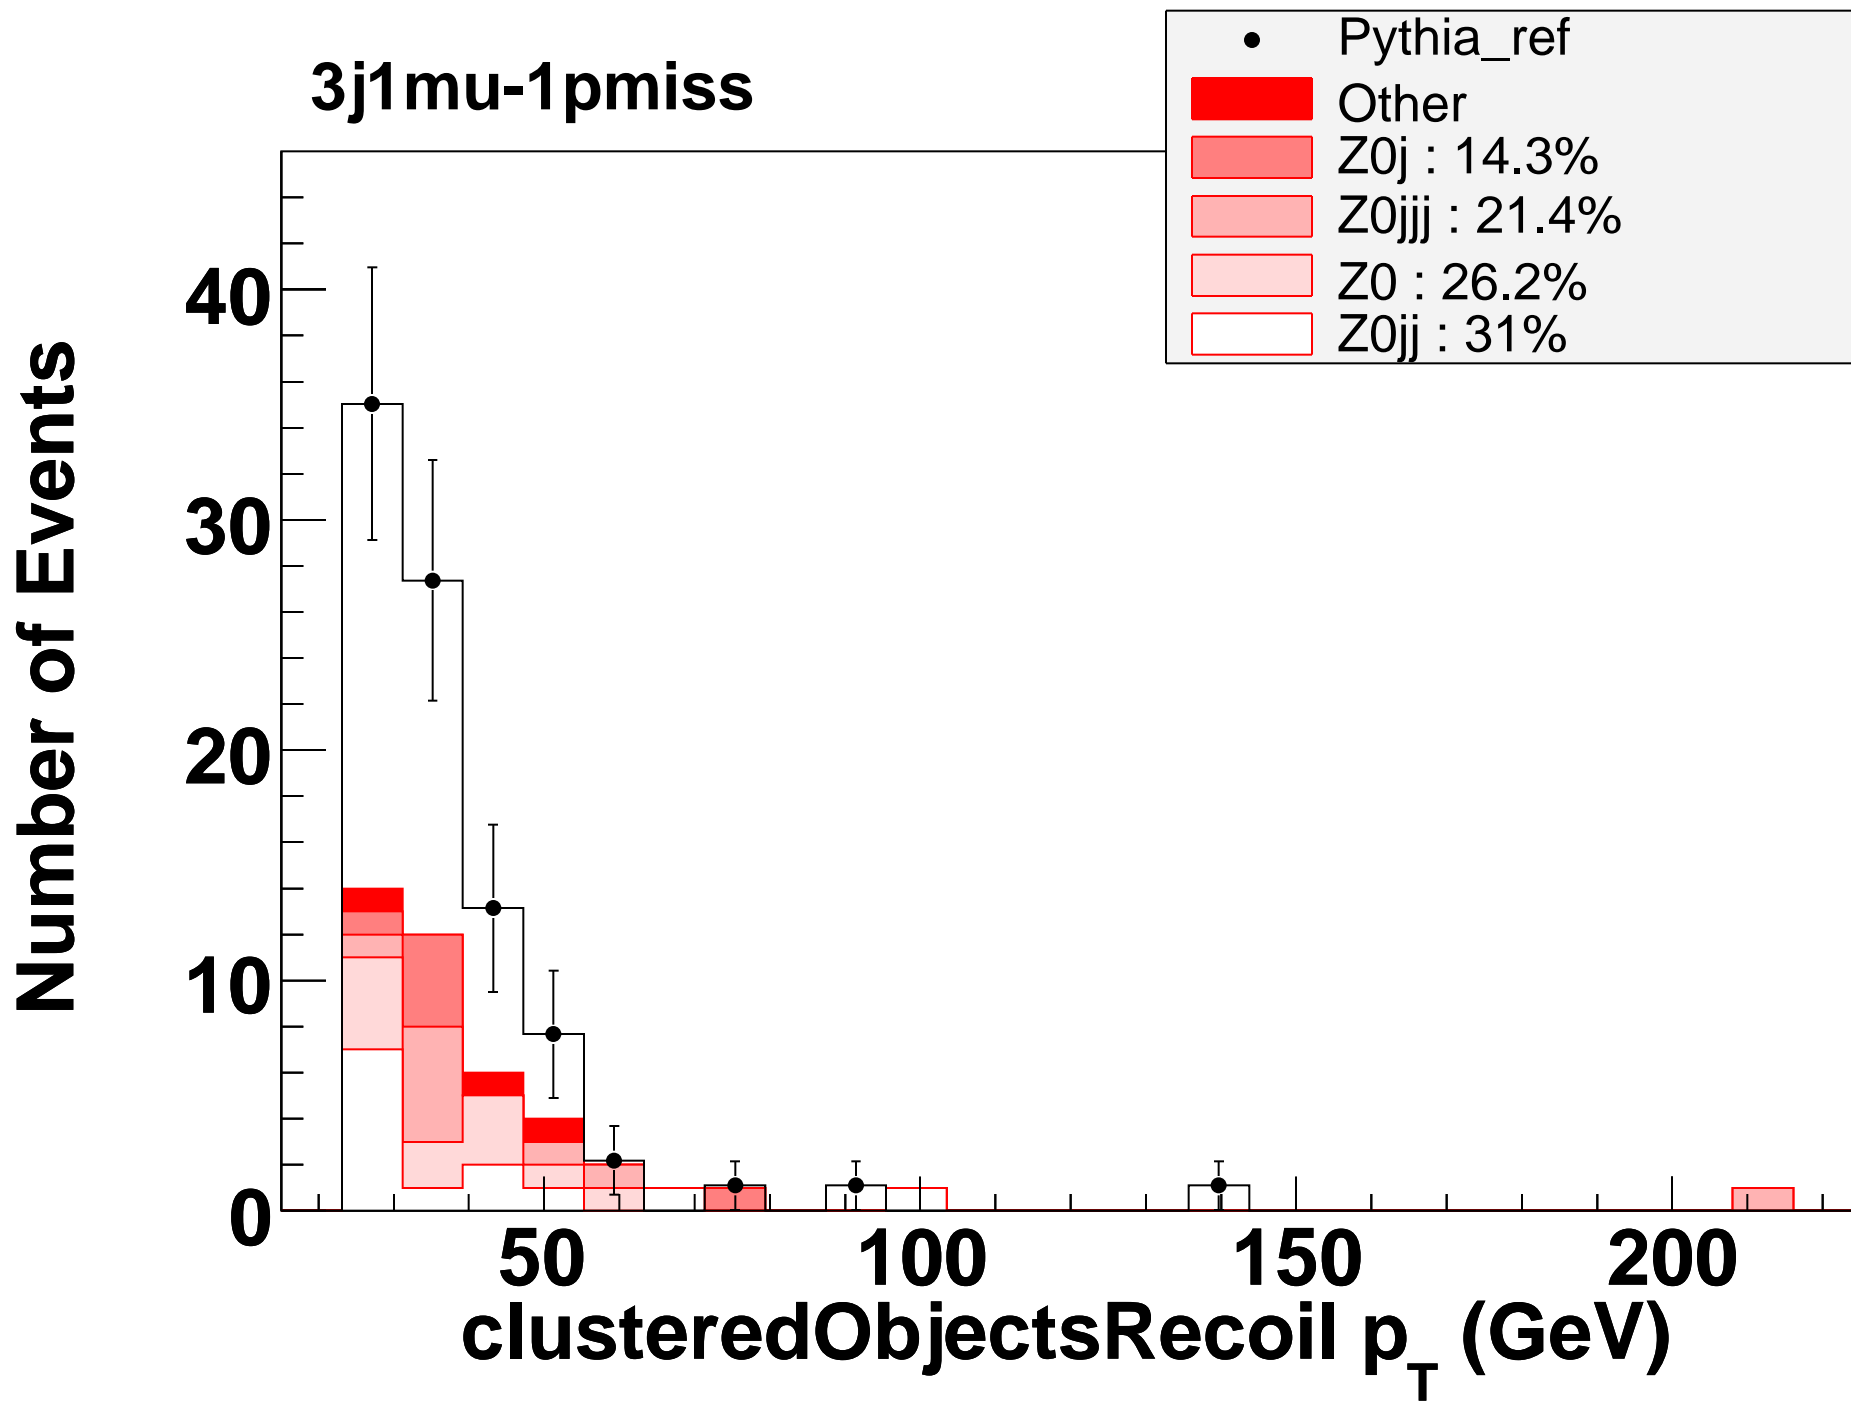 3j1mu-1pmiss
Pythia_ref
Other
Z0j : 14.3%
Z0jjj : 21.4%
Z0 : 26.2%
Z0jj : 31%
Number of Events
40
30
20
10
0
50 100 150 200
clusteredObjectsRecoil p_T (GeV)